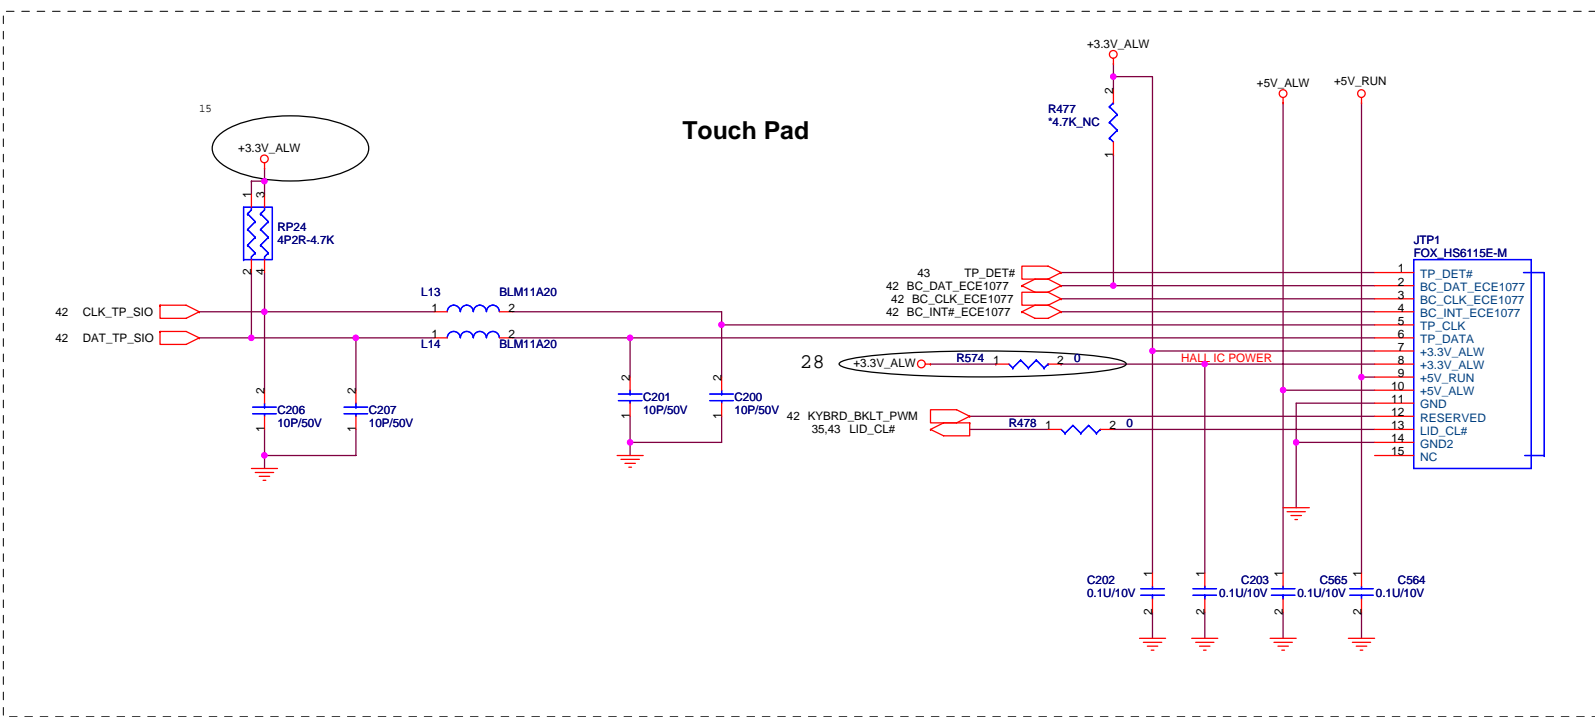 Touch Pad
15
+3.3V_ALW
1 3
RP24
4P2R-4.7K
2 4
42 CLK_TP_SIO
42 DAT_TP_SIO
L13 BLM11A20
1 2
1 2
L14 BLM11A20
2
C206
10P/50V
1
2
C207
10P/50V
1
2
C201
10P/50V
1
2
C200
10P/50V
1
+3.3V_ALW
2
R477
*4.7K_NC
1
+5V_ALW
+5V_RUN
43 TP_DET#
42 BC_DAT_ECE1077
42 BC_CLK_ECE1077
42 BC_INT#_ECE1077
28 +3.3V_ALW R574 1 2 0 HALL IC POWER
42 KYBRD_BKLT_PWM
35,43 LID_CL# R478 1 2 0
JTP1
FOX_HS6115E-M
1 TP_DET#
2 BC_DAT_ECE1077
3 BC_CLK_ECE1077
4 BC_INT_ECE1077
5 TP_CLK
6 TP_DATA
7 +3.3V_ALW
8 +3.3V_ALW
9 +5V_RUN
10 +5V_ALW
11 GND
12 RESERVED
13 LID_CL#
14 GND2
15 NC
1 1 1 1
C202 C203 C565 C564
0.1U/10V 0.1U/10V 0.1U/10V 0.1U/10V
2 2 2 2